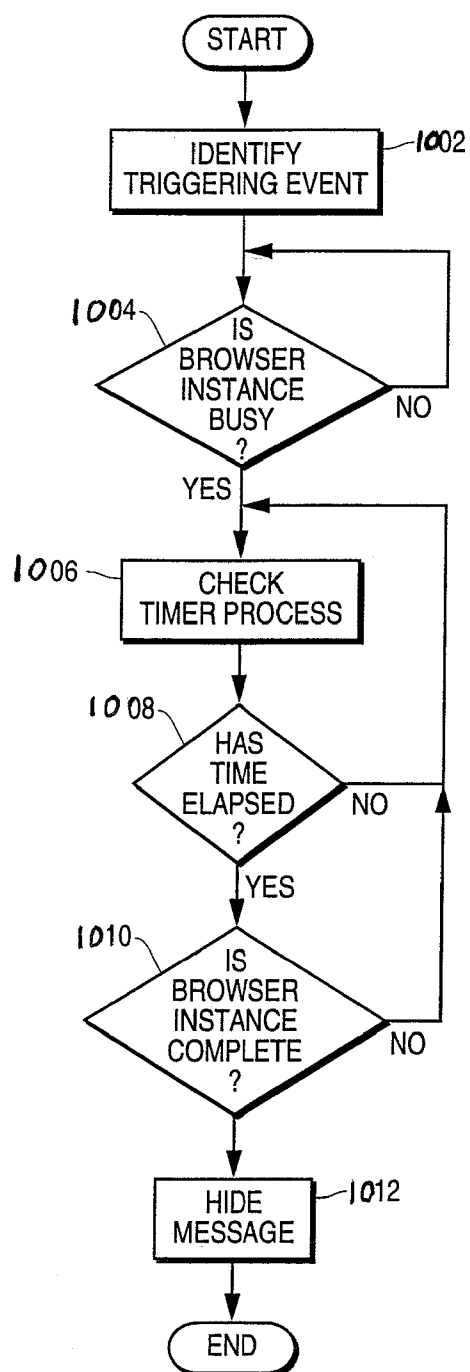 START
IDENTIFY
TRIGGERING EVENT
1002
1004
IS
BROWSER
INSTANCE
BUSY
?
NO
YES
1006
CHECK
TIMER PROCESS
1008
HAS
TIME
ELAPSED
?
NO
YES
1010
IS
BROWSER
INSTANCE
COMPLETE
?
NO
HIDE
MESSAGE
1012
END